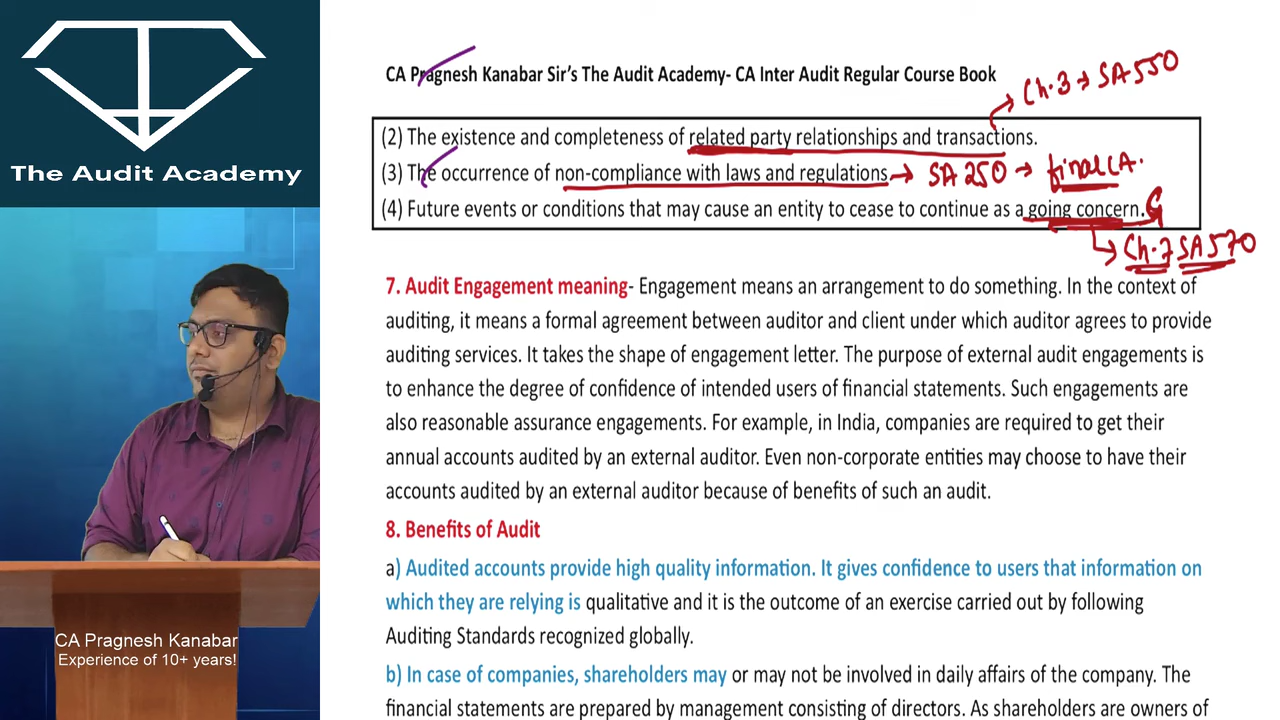 The Audit Academy
CA Pragnesh Kanabar
Experience of 10+ years!
CA Pragnesh Kanabar Sir's The Audit Academy- CA Inter Audit Regular Course Book
Ch.3 → SA 550
(2) The existence and completeness of related party relationships and transactions.
(3) The occurrence of non-compliance with laws and regulations → SA 250 → final CA.
(4) Future events or conditions that may cause an entity to cease to continue as a going concern.
Ch.7 SA 570
7. Audit Engagement meaning- Engagement means an arrangement to do something. In the context of
auditing, it means a formal agreement between auditor and client under which auditor agrees to provide
auditing services. It takes the shape of engagement letter. The purpose of external audit engagements is
to enhance the degree of confidence of intended users of financial statements. Such engagements are
also reasonable assurance engagements. For example, in India, companies are required to get their
annual accounts audited by an external auditor. Even non-corporate entities may choose to have their
accounts audited by an external auditor because of benefits of such an audit.
8. Benefits of Audit
a) Audited accounts provide high quality information. It gives confidence to users that information on
which they are relying is qualitative and it is the outcome of an exercise carried out by following
Auditing Standards recognized globally.
b) In case of companies, shareholders may or may not be involved in daily affairs of the company. The
financial statements are prepared by management consisting of directors. As shareholders are owners of